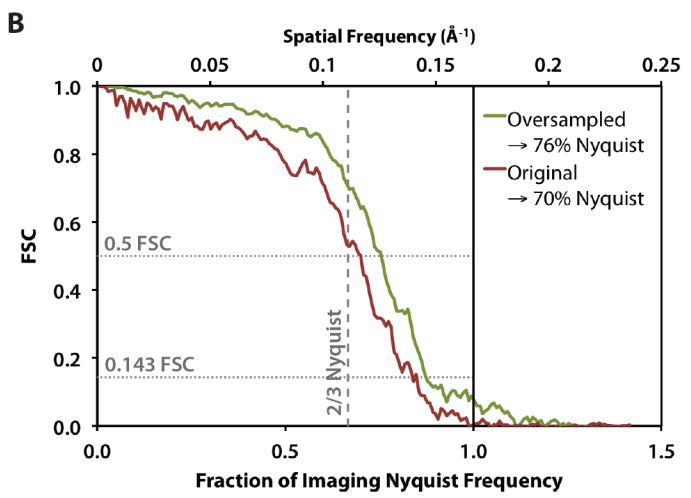 B
Spatial Frequency (Å-1)
0 0.05 0.1 0.15 0.2 0.25
1.0
0.8
0.6
0.4
0.2
0.0
FSC
Oversampled
→ 76% Nyquist
Original
→ 70% Nyquist
0.5 FSC
0.143 FSC
2/3 Nyquist
0.0 0.5 1.0 1.5
Fraction of Imaging Nyquist Frequency